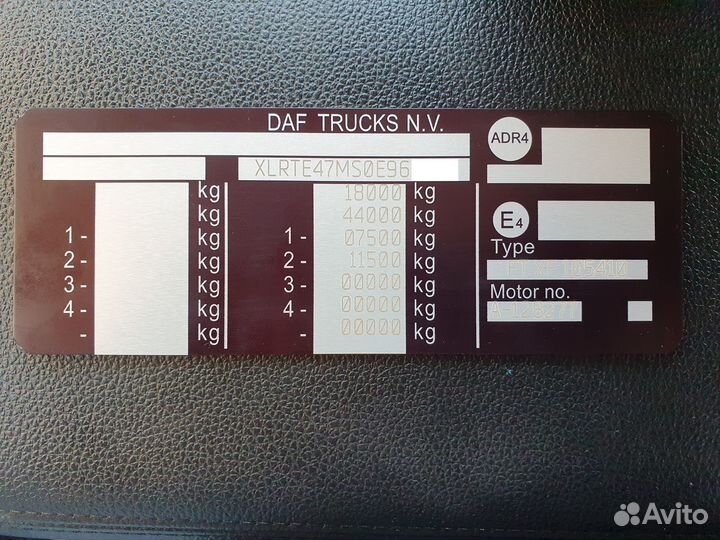 DAF TRUCKS N.V.
XLRTE47MS0E96
kg
kg
1- kg
2- kg
3- kg
4- kg
- kg
18000 kg
44000 kg
1- 07500 kg
2- 11500 kg
3- 00000 kg
4- 00000 kg
- 00000 kg
ADR4
E4
Type
05410
Motor no.
Avito